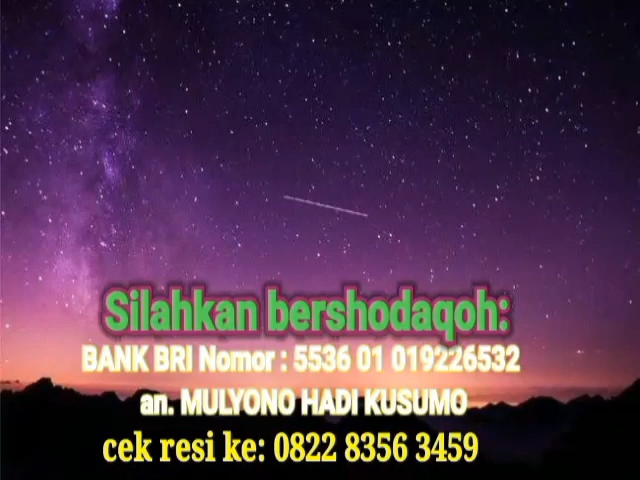 Silahkan bershodaqoh:
BANK BRI Nomor : 5536 01 019226532
an. MULYONO HADI KUSUMO
cek resi ke: 0822 8356 3459